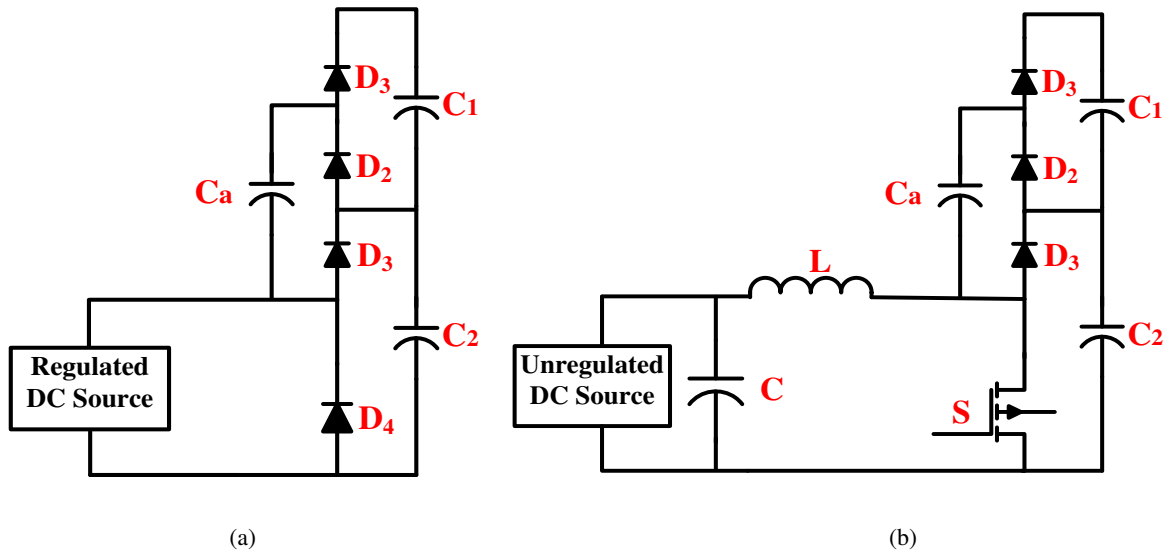 D3
C1
D2
Ca
D3
C2
Regulated
DC Source
D4
(a)
D3
C1
D2
Ca
D3
L
C2
Unregulated
DC Source
C
S
(b)